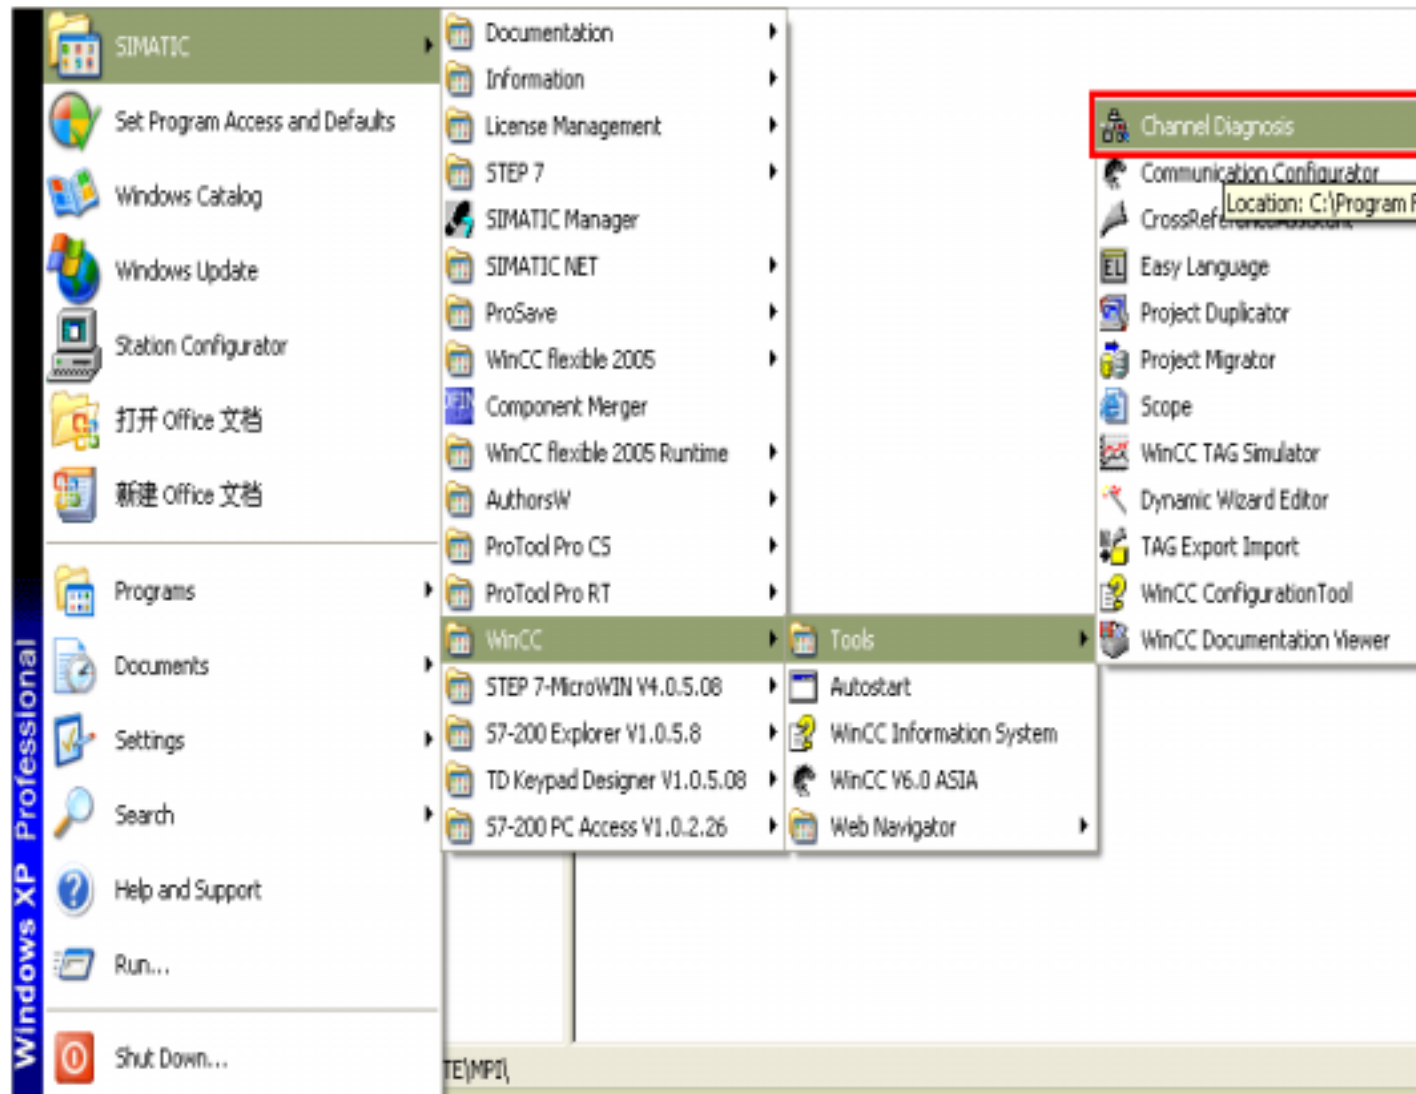 SIMATIC
Set Program Access and Defaults
Windows Catalog
Windows Update
Station Configurator
打开 Office 文档
新建 Office 文档
Programs
Documents
Settings
Search
Help and Support
Run...
Shut Down...
Windows XP Professional
Documentation
Information
License Management
STEP 7
SIMATIC Manager
SIMATIC NET
ProSave
WinCC flexible 2005
Component Merger
WinCC flexible 2005 Runtime
AuthorsW
ProTool Pro CS
ProTool Pro RT
WinCC
STEP 7-MicroWIN V4.0.5.08
S7-200 Explorer V1.0.5.8
TD Keypad Designer V1.0.5.08
S7-200 PC Access V1.0.2.26
TE\MPI\
Tools
Autostart
WinCC Information System
WinCC V6.0 ASIA
Web Navigator
Channel Diagnosis
Communication Configurator
Location: C:\Program F
CrossReferenceAssistant
Easy Language
EL
Project Duplicator
Project Migrator
Scope
WinCC TAG Simulator
Dynamic Wizard Editor
TAG Export Import
WinCC ConfigurationTool
WinCC Documentation Viewer